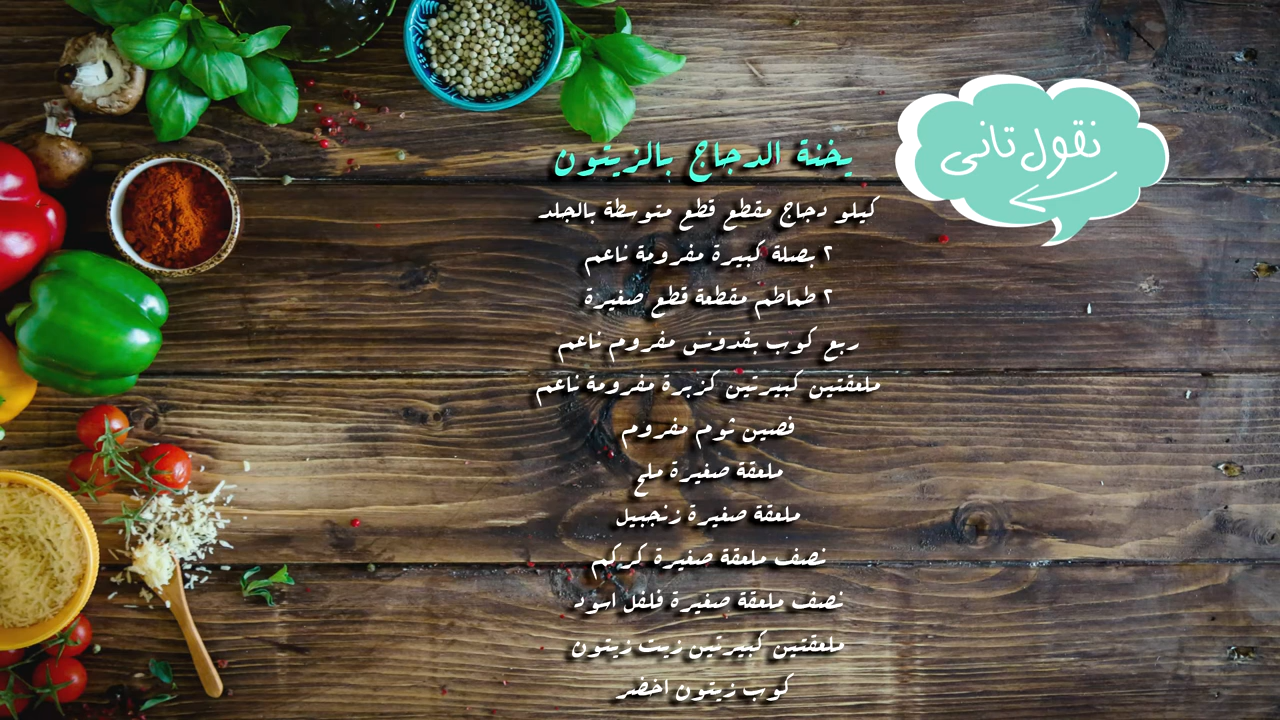 نقول تانى
يخنة الدجاج بالزيتون
كيلو دجاج مقطع قطع متوسطة بالجلد
٢ بصلة كبيرة مفرومة ناعم
٢ طماطم مقطعة قطع صغيرة
ربع كوب بقدونس مفروم ناعم
ملعقتين كبيرتين كزبرة مفرومة ناعم
فصين ثوم مفروم
ملعقة صغيرة ملح
ملعقة صغيرة زنجبيل
نصف ملعقة صغيرة كركم
نصف ملعقة صغيرة فلفل اسود
ملعقتين كبيرتين زيت زيتون
كوب زيتون اخضر